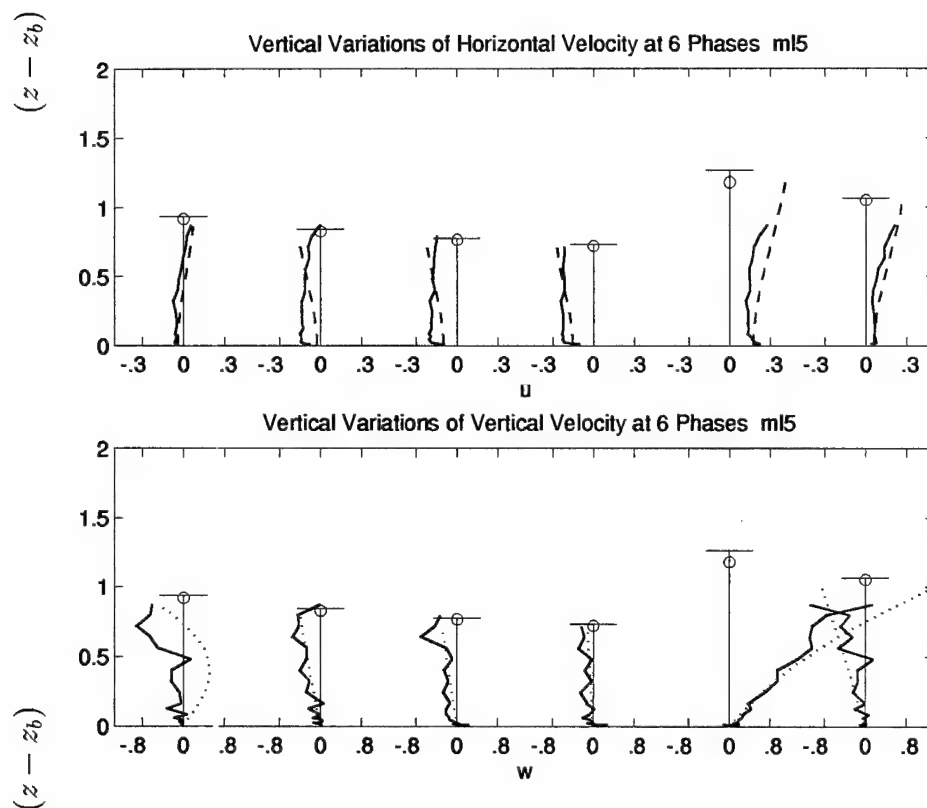 (z − z_b)
Vertical Variations of Horizontal Velocity at 6 Phases ml5
2
1.5
1
0.5
0
-.3 0 .3 -.3 0 .3 -.3 0 .3 -.3 0 .3 -.3 0 .3 -.3 0 .3
u
Vertical Variations of Vertical Velocity at 6 Phases ml5
2
1.5
1
0.5
0
-.8 0 .8 -.8 0 .8 -.8 0 .8 -.8 0 .8 -.8 0 .8 -.8 0 .8
w
(z − z_b)